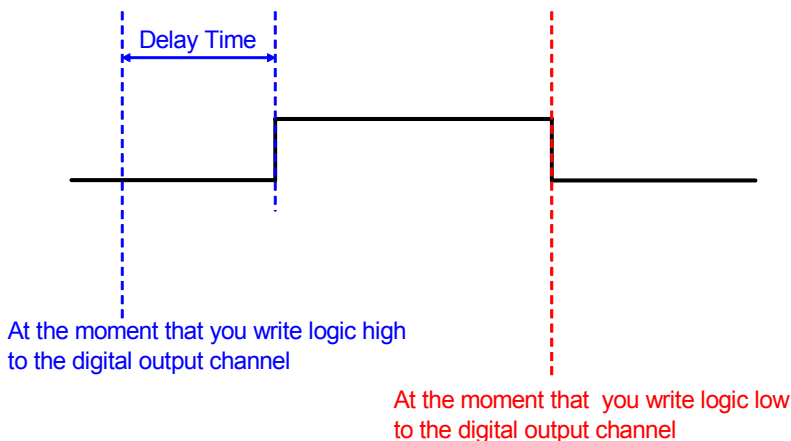 Delay Time
At the moment that you write logic high
to the digital output channel
At the moment that  you write logic low
to the digital output channel